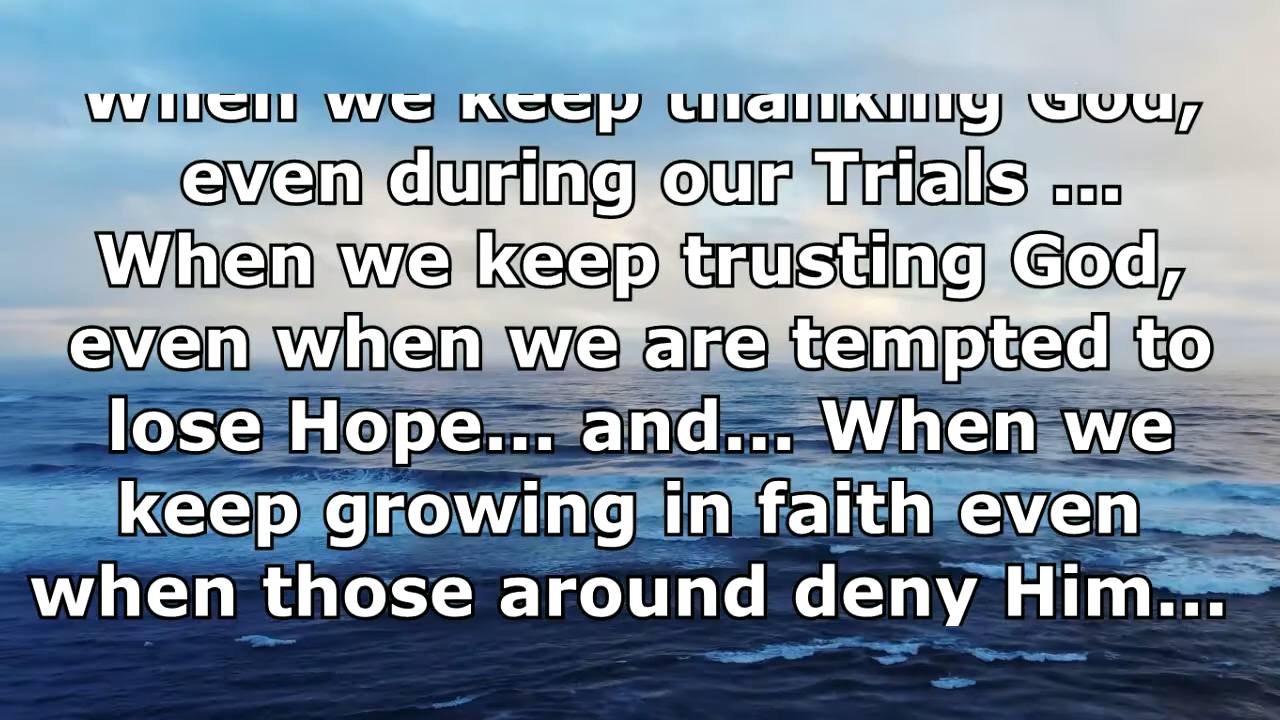 When we keep thanking God,
even during our Trials ...
When we keep trusting God,
even when we are tempted to
lose Hope... and... When we
keep growing in faith even
when those around deny Him...